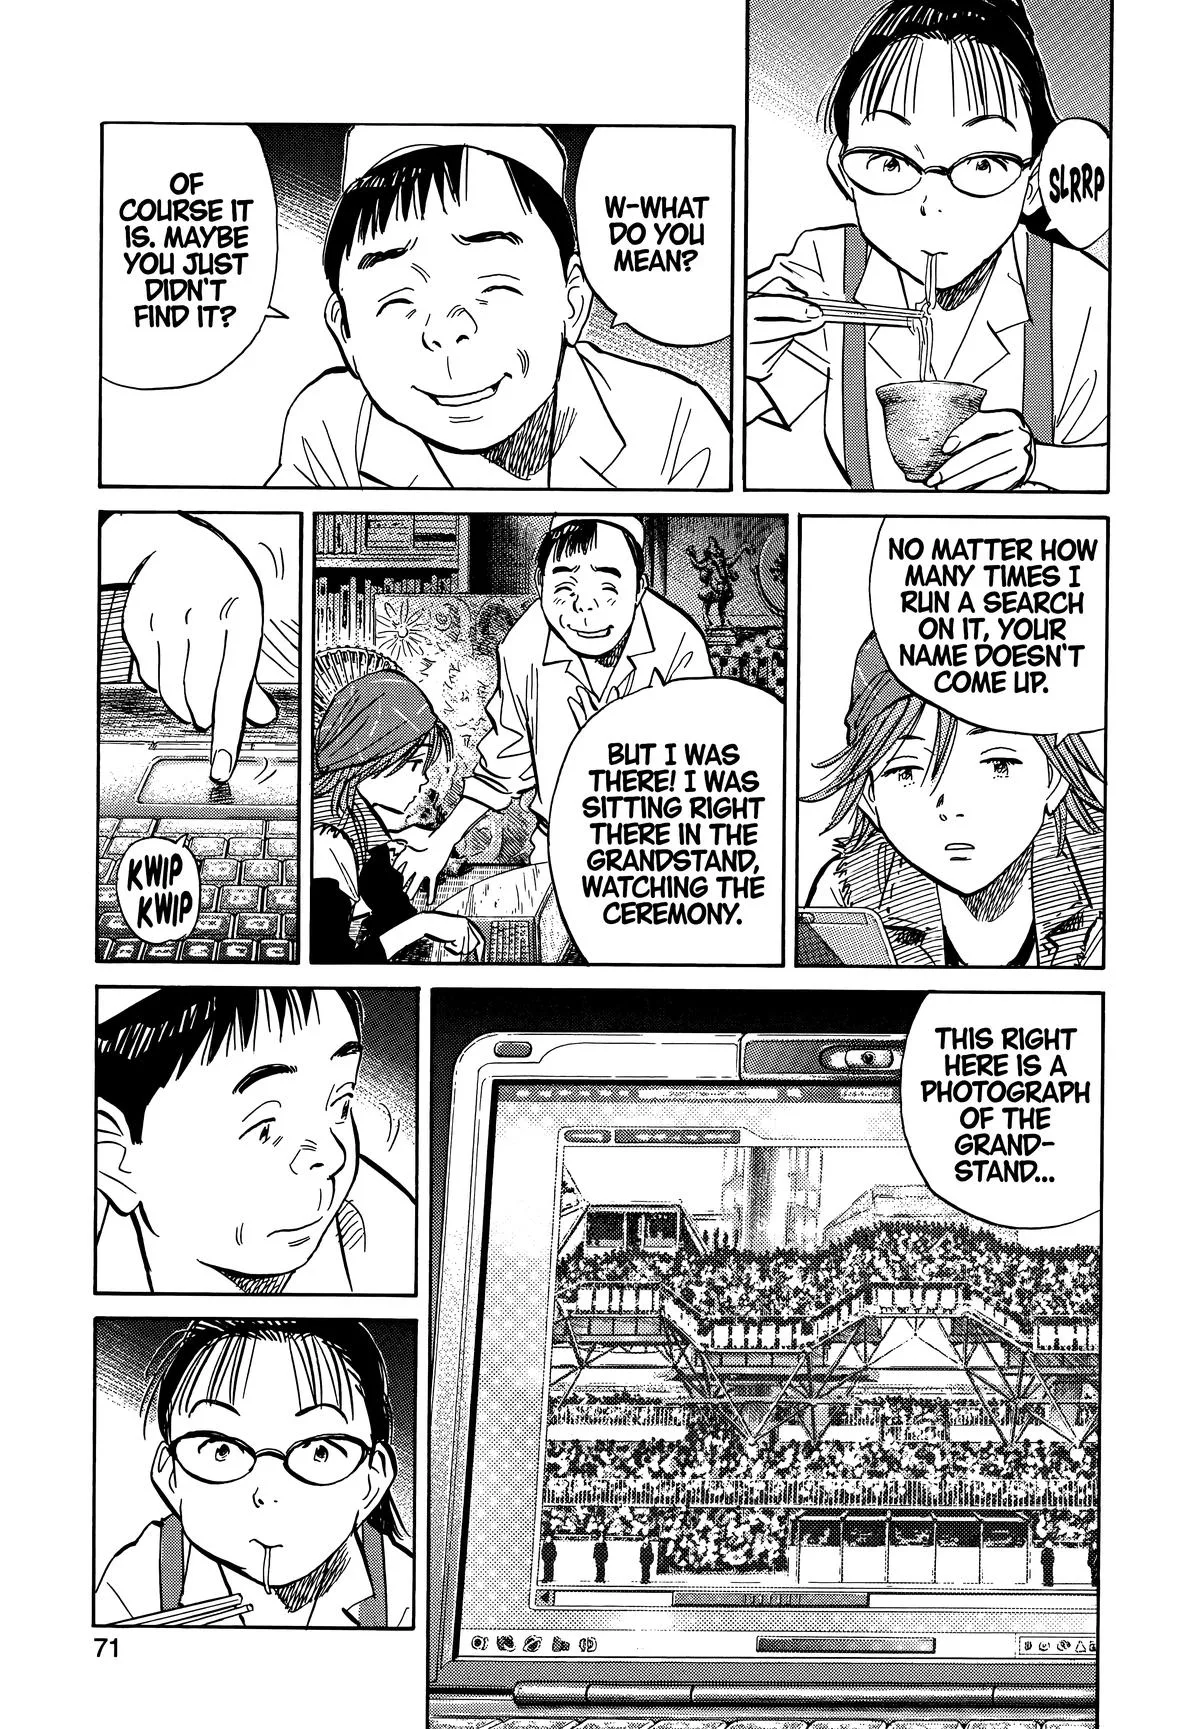 SLRRP
W-WHAT
DO YOU
MEAN?
OF
COURSE IT
IS. MAYBE
YOU JUST
DIDN'T
FIND IT?
NO MATTER HOW
MANY TIMES I
RUN A SEARCH
ON IT, YOUR
NAME DOESN'T
COME UP.
BUT I WAS
THERE! I WAS
SITTING RIGHT
THERE IN THE
GRANDSTAND,
WATCHING THE
CEREMONY.
KWIP
KWIP
THIS RIGHT
HERE IS A
PHOTOGRAPH
OF THE
GRAND-
STAND...
71